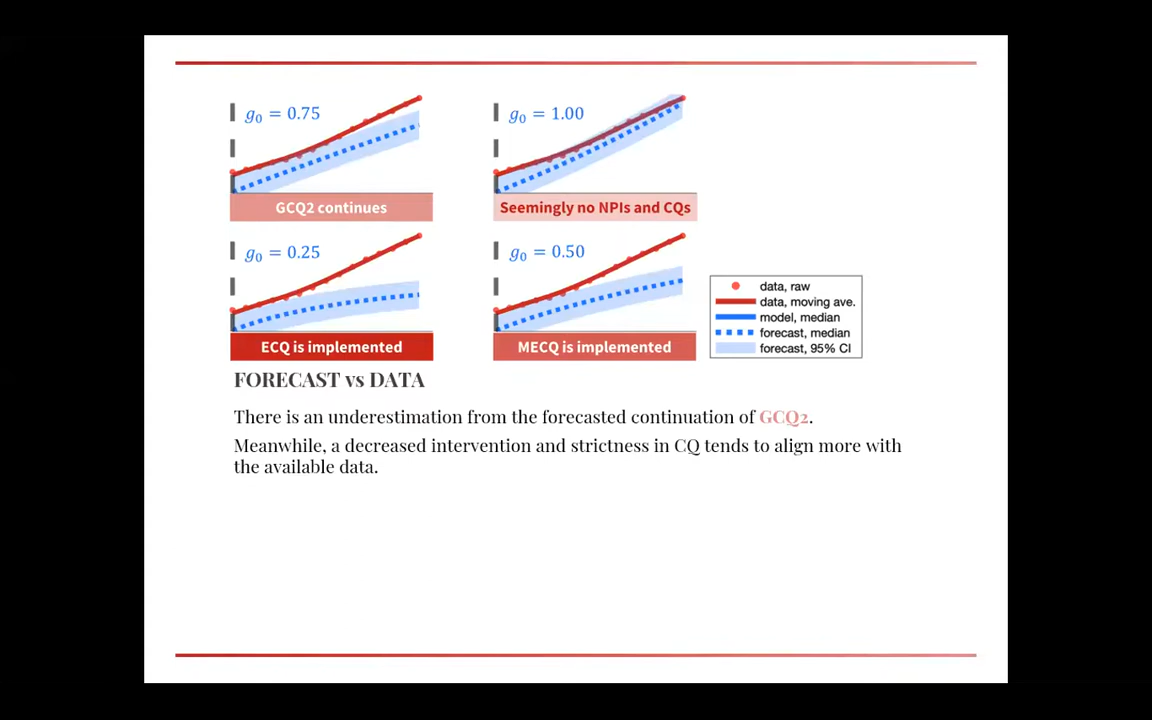 g₀ = 0.75
GCQ2 continues
g₀ = 1.00
Seemingly no NPIs and CQs
g₀ = 0.25
ECQ is implemented
g₀ = 0.50
MECQ is implemented
data, raw
data, moving ave.
model, median
forecast, median
forecast, 95% CI
FORECAST vs DATA
There is an underestimation from the forecasted continuation of GCQ2.
Meanwhile, a decreased intervention and strictness in CQ tends to align more with
the available data.